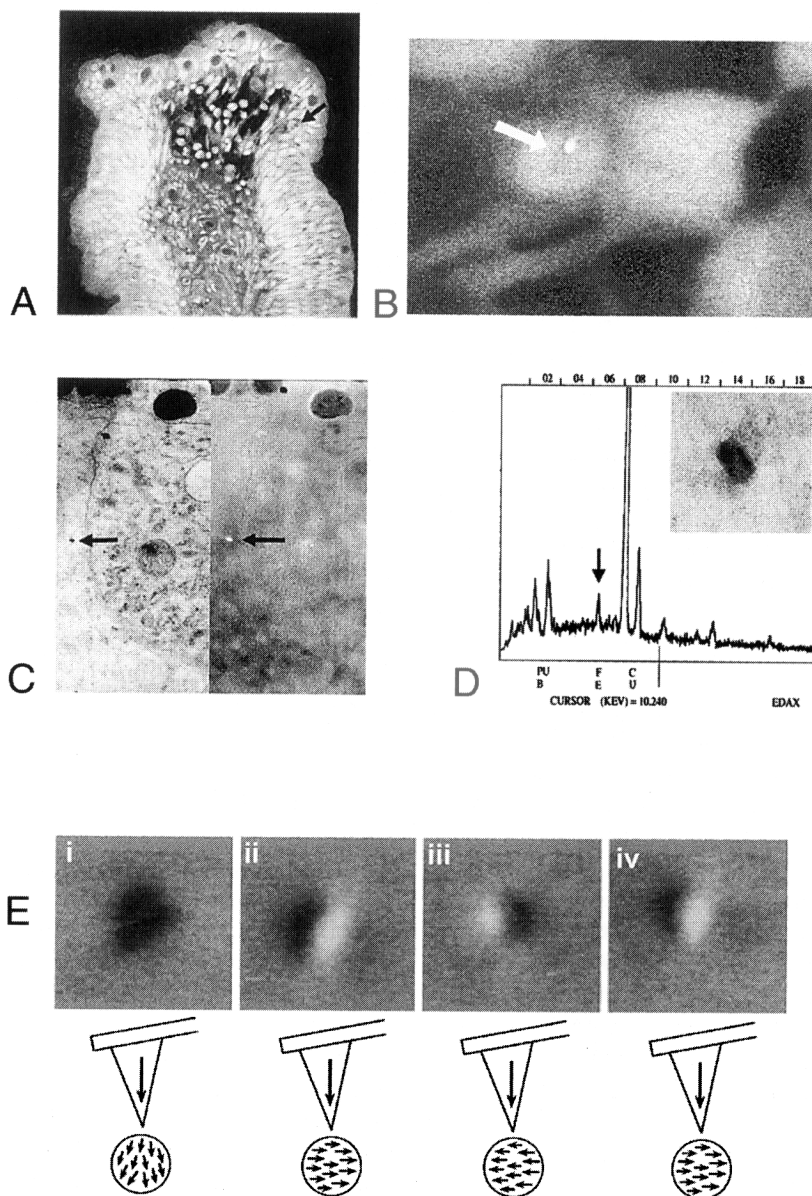 A
B
C
02 04 06 08 10 12 14 16 18
PU F C
B E U
CURSOR (KEV) = 10.240 EDAX
D
E
i ii iii iv